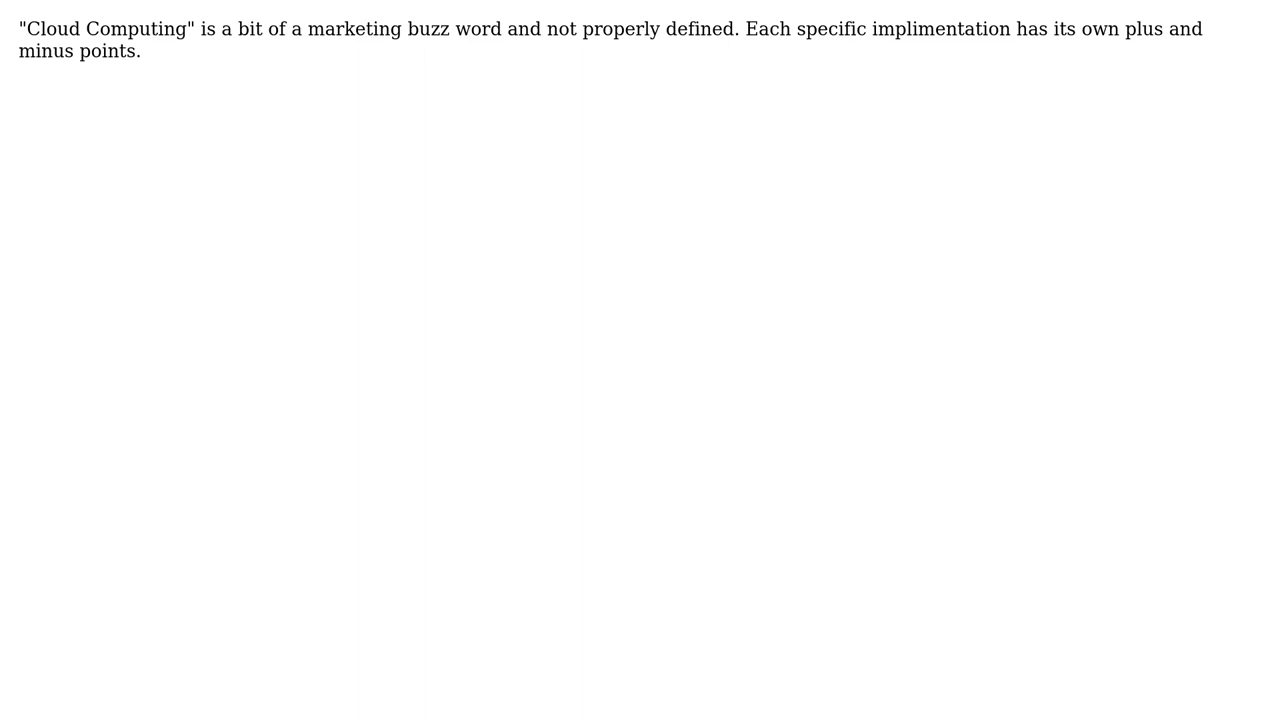 "Cloud Computing" is a bit of a marketing buzz word and not properly defined. Each specific implimentation has its own plus and
minus points.